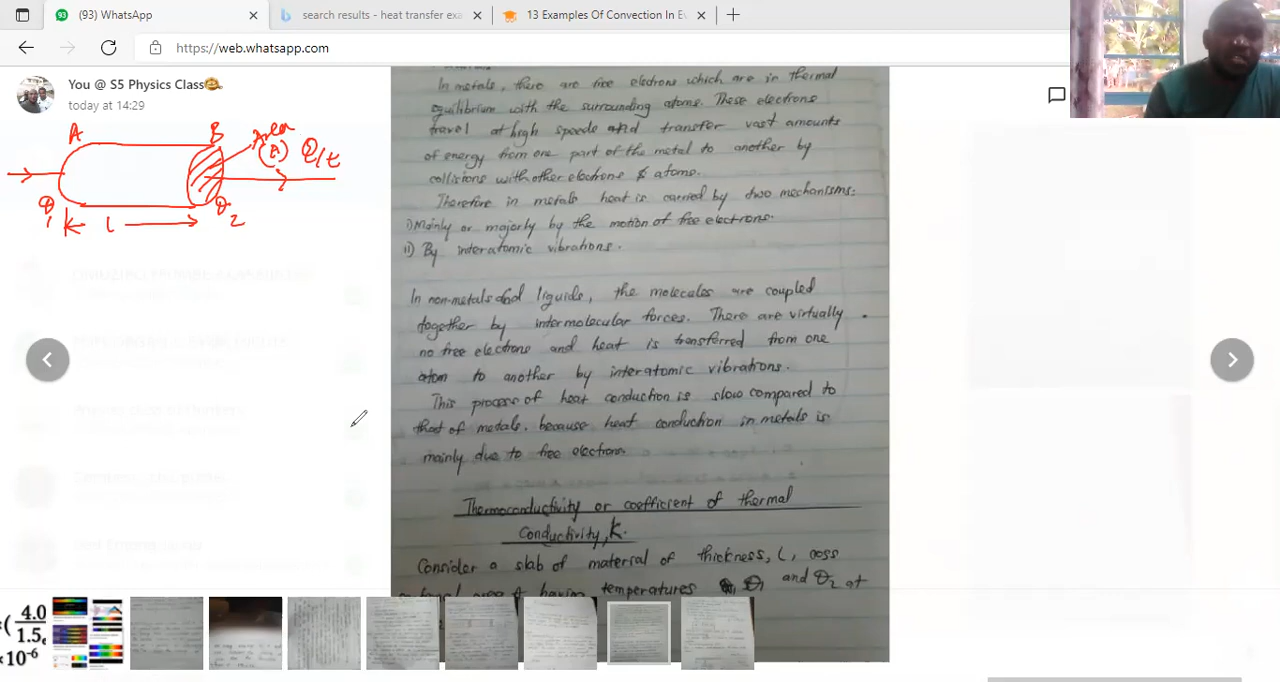 (93) WhatsApp
search results - heat transfer exa
13 Examples Of Convection In E
https://web.whatsapp.com
You @ S5 Physics Class
today at 14:29
A
B
Area
(A)
Q/t
θ1
L
θ2
In metals, there are free electrons which are in thermal
equilibrium with the surrounding atoms. These electrons
travel at high speeds and transfer vast amounts
of energy from one part of the metal to another by
collisions with other electrons & atoms.
Therefore in metals heat is carried by two mechanisms:
i) Mainly or majorly by the motion of free electrons.
ii) By interatomic vibrations.
In non-metals and liquids, the molecules are coupled
together by intermolecular forces. There are virtually
no free electrons and heat is transferred from one
atom to another by interatomic vibrations.
This process of heat conduction is slow compared to
that of metals. because heat conduction in metals is
mainly due to free electrons.
Thermoconductivity or coefficient of thermal
Conductivity, k.
Consider a slab of material of thickness, L, cross
area A having temperatures θ1 and θ2 at
4.0
1.5
×10-6